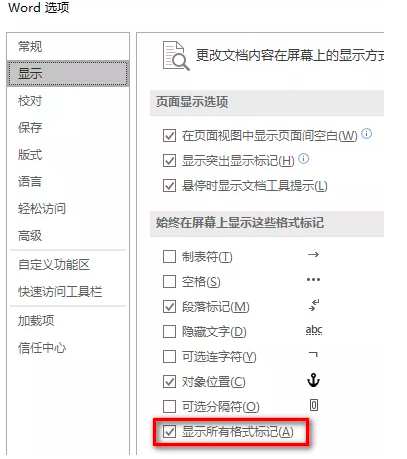 Word 选项
常规
显示
校对
保存
版式
语言
轻松访问
高级
自定义功能区
快速访问工具栏
加载项
信任中心
更改文档内容在屏幕上的显示方式
页面显示选项
在页面视图中显示页面间空白(W)
显示突出显示标记(H)
悬停时显示文档工具提示(L)
始终在屏幕上显示这些格式标记
制表符(T) →
空格(S) •••
段落标记(M)
隐藏文字(D) abc
可选连字符(Y) ¬
对象位置(C)
可选分隔符(O)
显示所有格式标记(A)